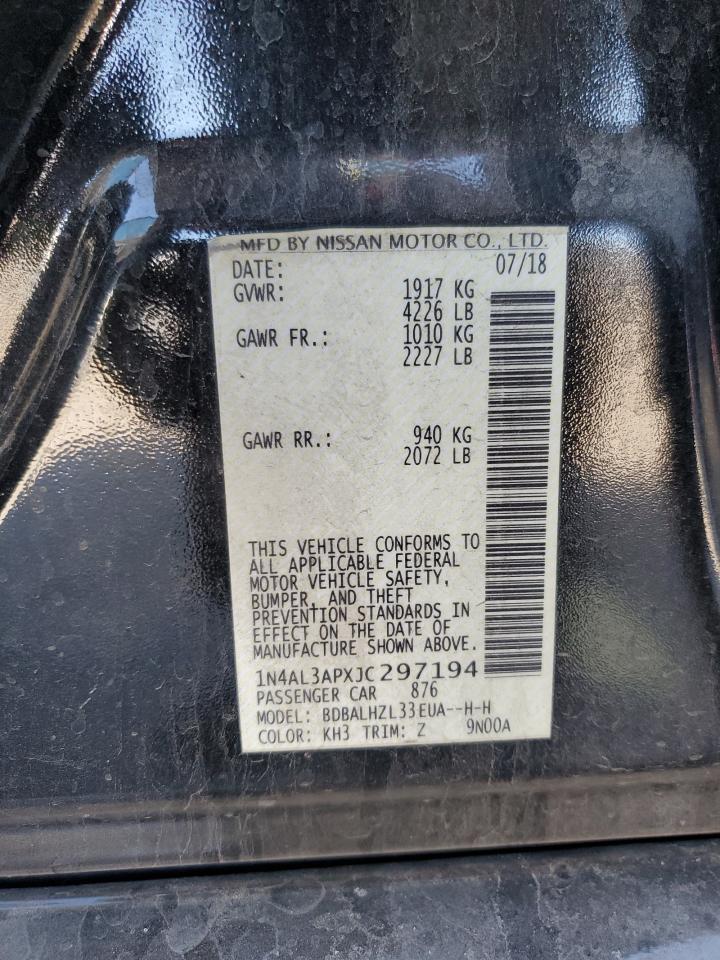 MFD BY NISSAN MOTOR CO., LTD.
DATE: 07/18
GVWR: 1917 KG
4226 LB
GAWR FR.: 1010 KG
2227 LB
GAWR RR.: 940 KG
2072 LB
THIS VEHICLE CONFORMS TO
ALL APPLICABLE FEDERAL
MOTOR VEHICLE SAFETY,
BUMPER, AND THEFT
PREVENTION STANDARDS IN
EFFECT ON THE DATE OF
MANUFACTURE SHOWN ABOVE.
1N4AL3APXJC297194
PASSENGER CAR 876
MODEL: BDBALHZL33EUA--H-H
COLOR: KH3 TRIM: Z 9N00A